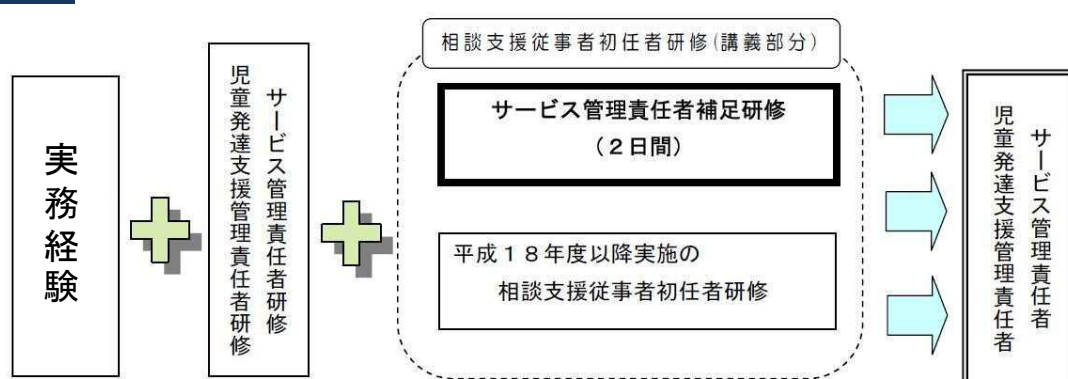 実務経験
サービス管理責任者研修
児童発達支援管理責任者研修
相談支援従事者初任者研修(講義部分)
サービス管理責任者補足研修
(2日間)
平成18年度以降実施の
相談支援従事者初任者研修
サービス管理責任者
児童発達支援管理責任者